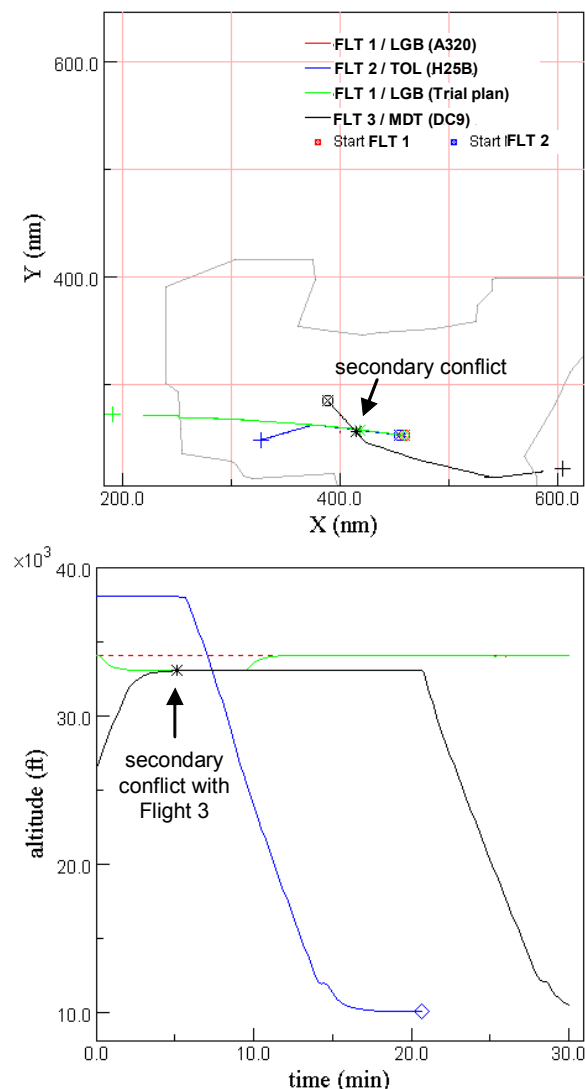 FLT 1 / LGB (A320)
FLT 2 / TOL (H25B)
FLT 1 / LGB (Trial plan)
FLT 3 / MDT (DC9)
Start FLT 1 Start FLT 2
600.0
400.0
Y (nm)
secondary conflict
200.0 400.0 600.0
X (nm)
×10³
40.0
30.0
20.0
10.0
altitude (ft)
secondary
conflict with
Flight 3
0.0 10.0 20.0 30.0
time (min)